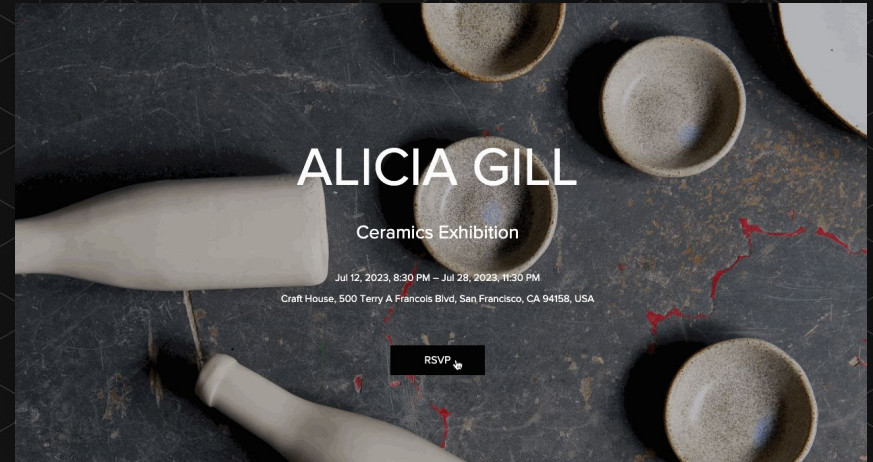 ALICIA GILL
Ceramics Exhibition
Jul 12, 2023, 8:30 PM – Jul 28, 2023, 11:30 PM
Craft House, 500 Terry A Francois Blvd, San Francisco, CA 94158, USA
RSVP